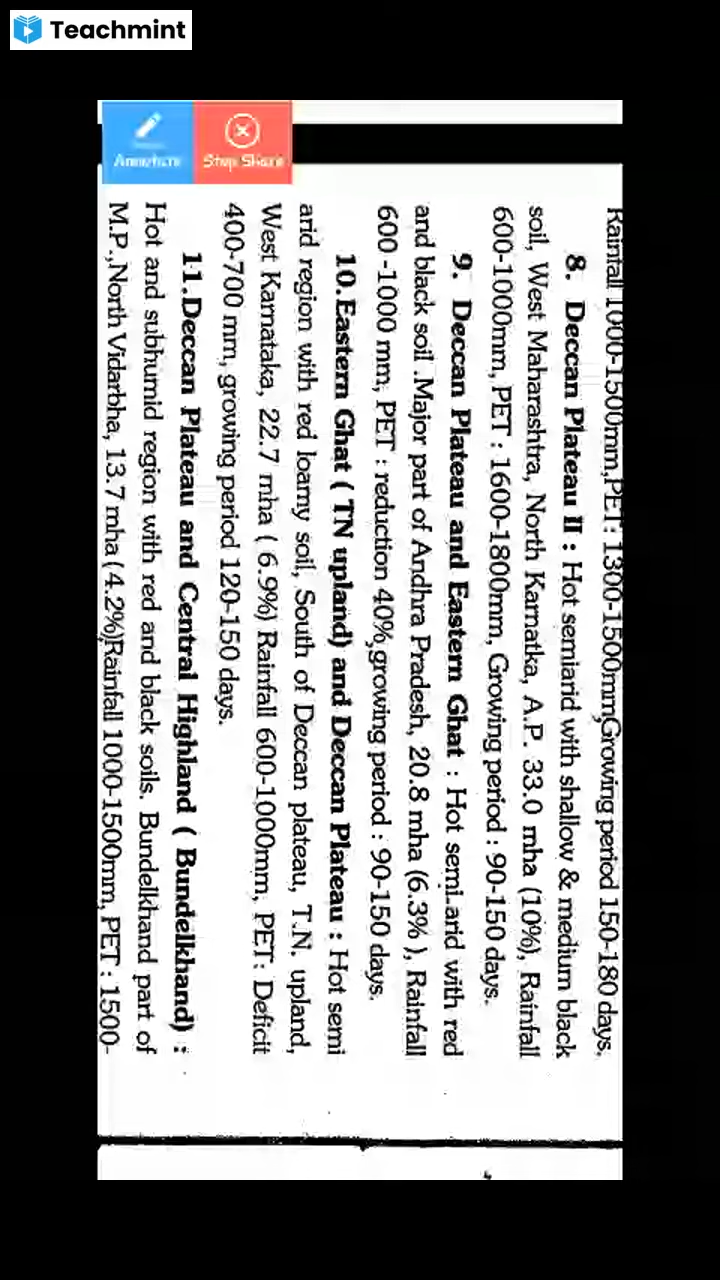 Teachmint
Annotate
Stop Share
Rainfall 1000-1500mm,PET: 1300-1500mm,Growing period 150-180 days.
8. Deccan Plateau II : Hot semiarid with shallow & medium black
soil, West Maharashtra, North Karnatka, A.P. 33.0 mha (10%), Rainfall
600-1000mm, PET : 1600-1800mm, Growing period : 90-150 days.
9. Deccan Plateau and Eastern Ghat : Hot semi.arid with red
and black soil .Major part of Andhra Pradesh, 20.8 mha (6.3% ), Rainfall
600 -1000 mm, PET : reduction 40%,growing period : 90-150 days.
10.Eastern Ghat ( TN upland) and Deccan Plateau : Hot semi
arid region with red loamy soil, South of Deccan plateau, T.N. upland,
West Karnataka, 22.7 mha ( 6.9%) Rainfall 600-1000mm, PET: Deficit
400-700 mm, growing period 120-150 days.
11.Deccan Plateau and Central Highland ( Bundelkhand) :
Hot and subhumid region with red and black soils. Bundelkhand part of
M.P.,North Vidarbha, 13.7 mha (4.2%)Rainfall 1000-1500mm, PET : 1500-